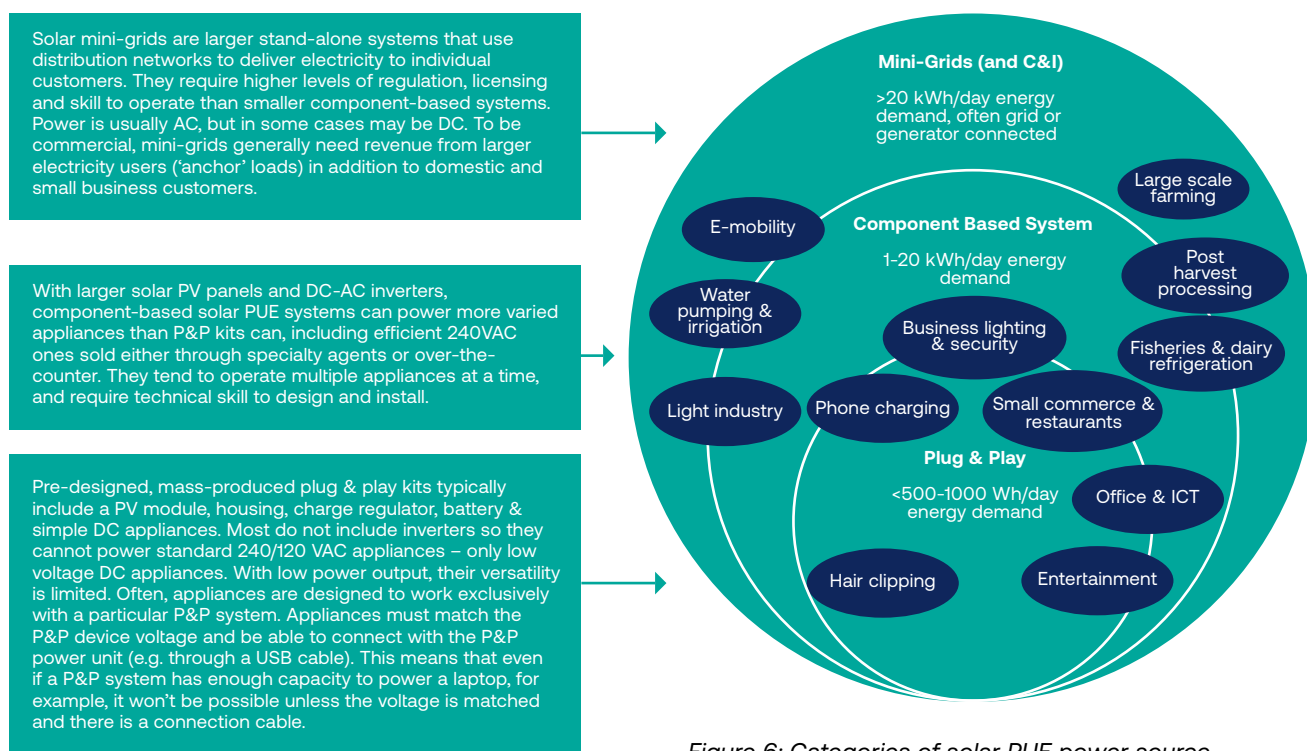 Solar mini-grids are larger stand-alone systems that use
distribution networks to deliver electricity to individual
customers. They require higher levels of regulation, licensing
and skill to operate than smaller component-based systems.
Power is usually AC, but in some cases may be DC. To be
commercial, mini-grids generally need revenue from larger
electricity users (‘anchor’ loads) in addition to domestic and
small business customers.
With larger solar PV panels and DC-AC inverters,
component-based solar PUE systems can power more varied
appliances than P&P kits can, including efficient 240VAC
ones sold either through specialty agents or over-the-
counter. They tend to operate multiple appliances at a time,
and require technical skill to design and install.
Pre-designed, mass-produced plug & play kits typically
include a PV module, housing, charge regulator, battery &
simple DC appliances. Most do not include inverters so they
cannot power standard 240/120 VAC appliances – only low
voltage DC appliances. With low power output, their versatility
is limited. Often, appliances are designed to work exclusively
with a particular P&P system. Appliances must match the
P&P device voltage and be able to connect with the P&P
power unit (e.g. through a USB cable). This means that even
if a P&P system has enough capacity to power a laptop, for
example, it won’t be possible unless the voltage is matched
and there is a connection cable.
Mini-Grids (and C&I)
>20 kWh/day energy
demand, often grid or
generator connected
Large scale
farming
E-mobility
Component Based System
1-20 kWh/day energy
demand
Post
harvest
processing
Water
pumping &
irrigation
Business lighting
& security
Fisheries & dairy
refrigeration
Light industry
Phone charging
Small commerce &
restaurants
Plug & Play
<500-1000 Wh/day
energy demand
Office & ICT
Hair clipping
Entertainment
Figure 6: Categories of solar PUE power source